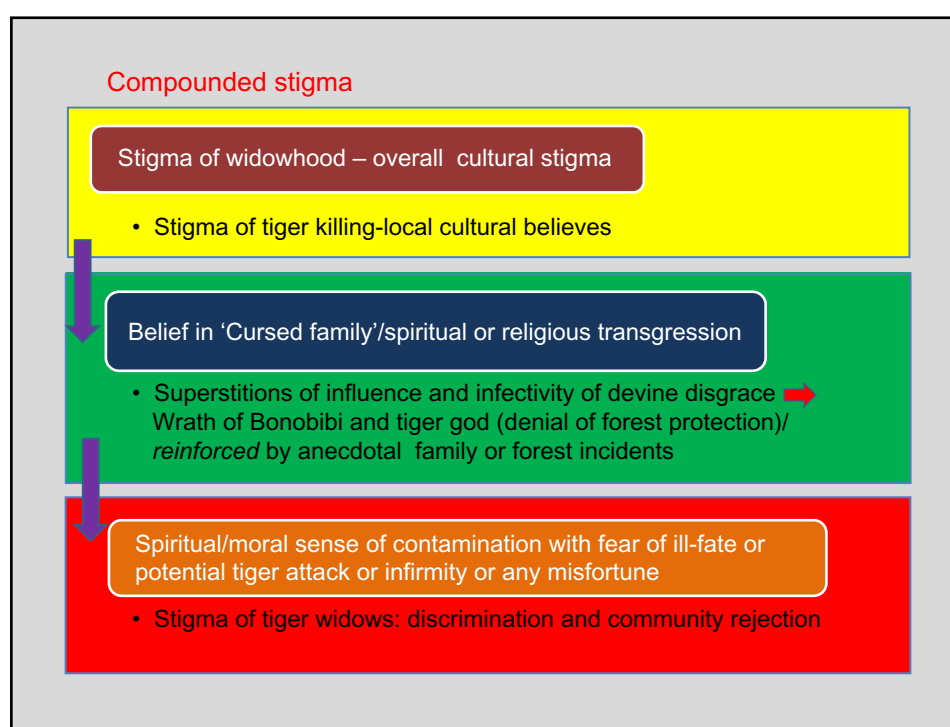 Compounded stigma
Stigma of widowhood – overall cultural stigma
• Stigma of tiger killing-local cultural believes
Belief in ‘Cursed family’/spiritual or religious transgression
• Superstitions of influence and infectivity of devine disgrace
Wrath of Bonobibi and tiger god (denial of forest protection)/
reinforced by anecdotal family or forest incidents
Spiritual/moral sense of contamination with fear of ill-fate or
potential tiger attack or infirmity or any misfortune
• Stigma of tiger widows: discrimination and community rejection